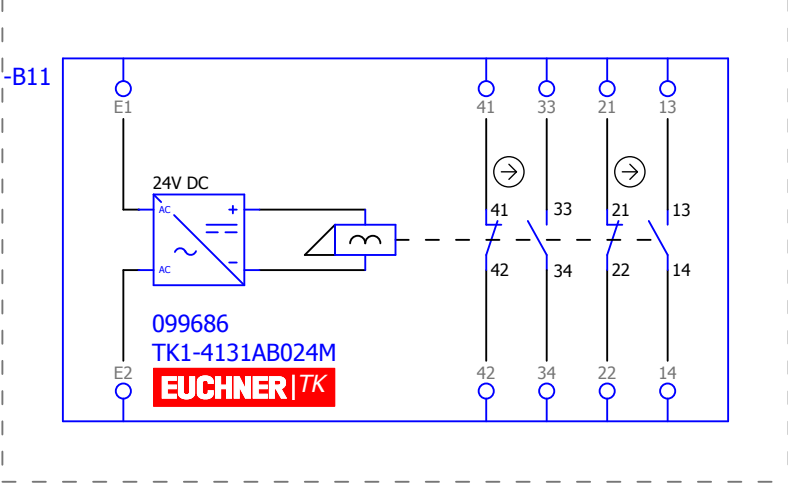 -B11
E1 41 33 21 13
24V DC
AC +
41 33 21 13
AC −
42 34 22 14
099686
TK1-4131AB024M
E2 42 34 22 14
EUCHNER|TK